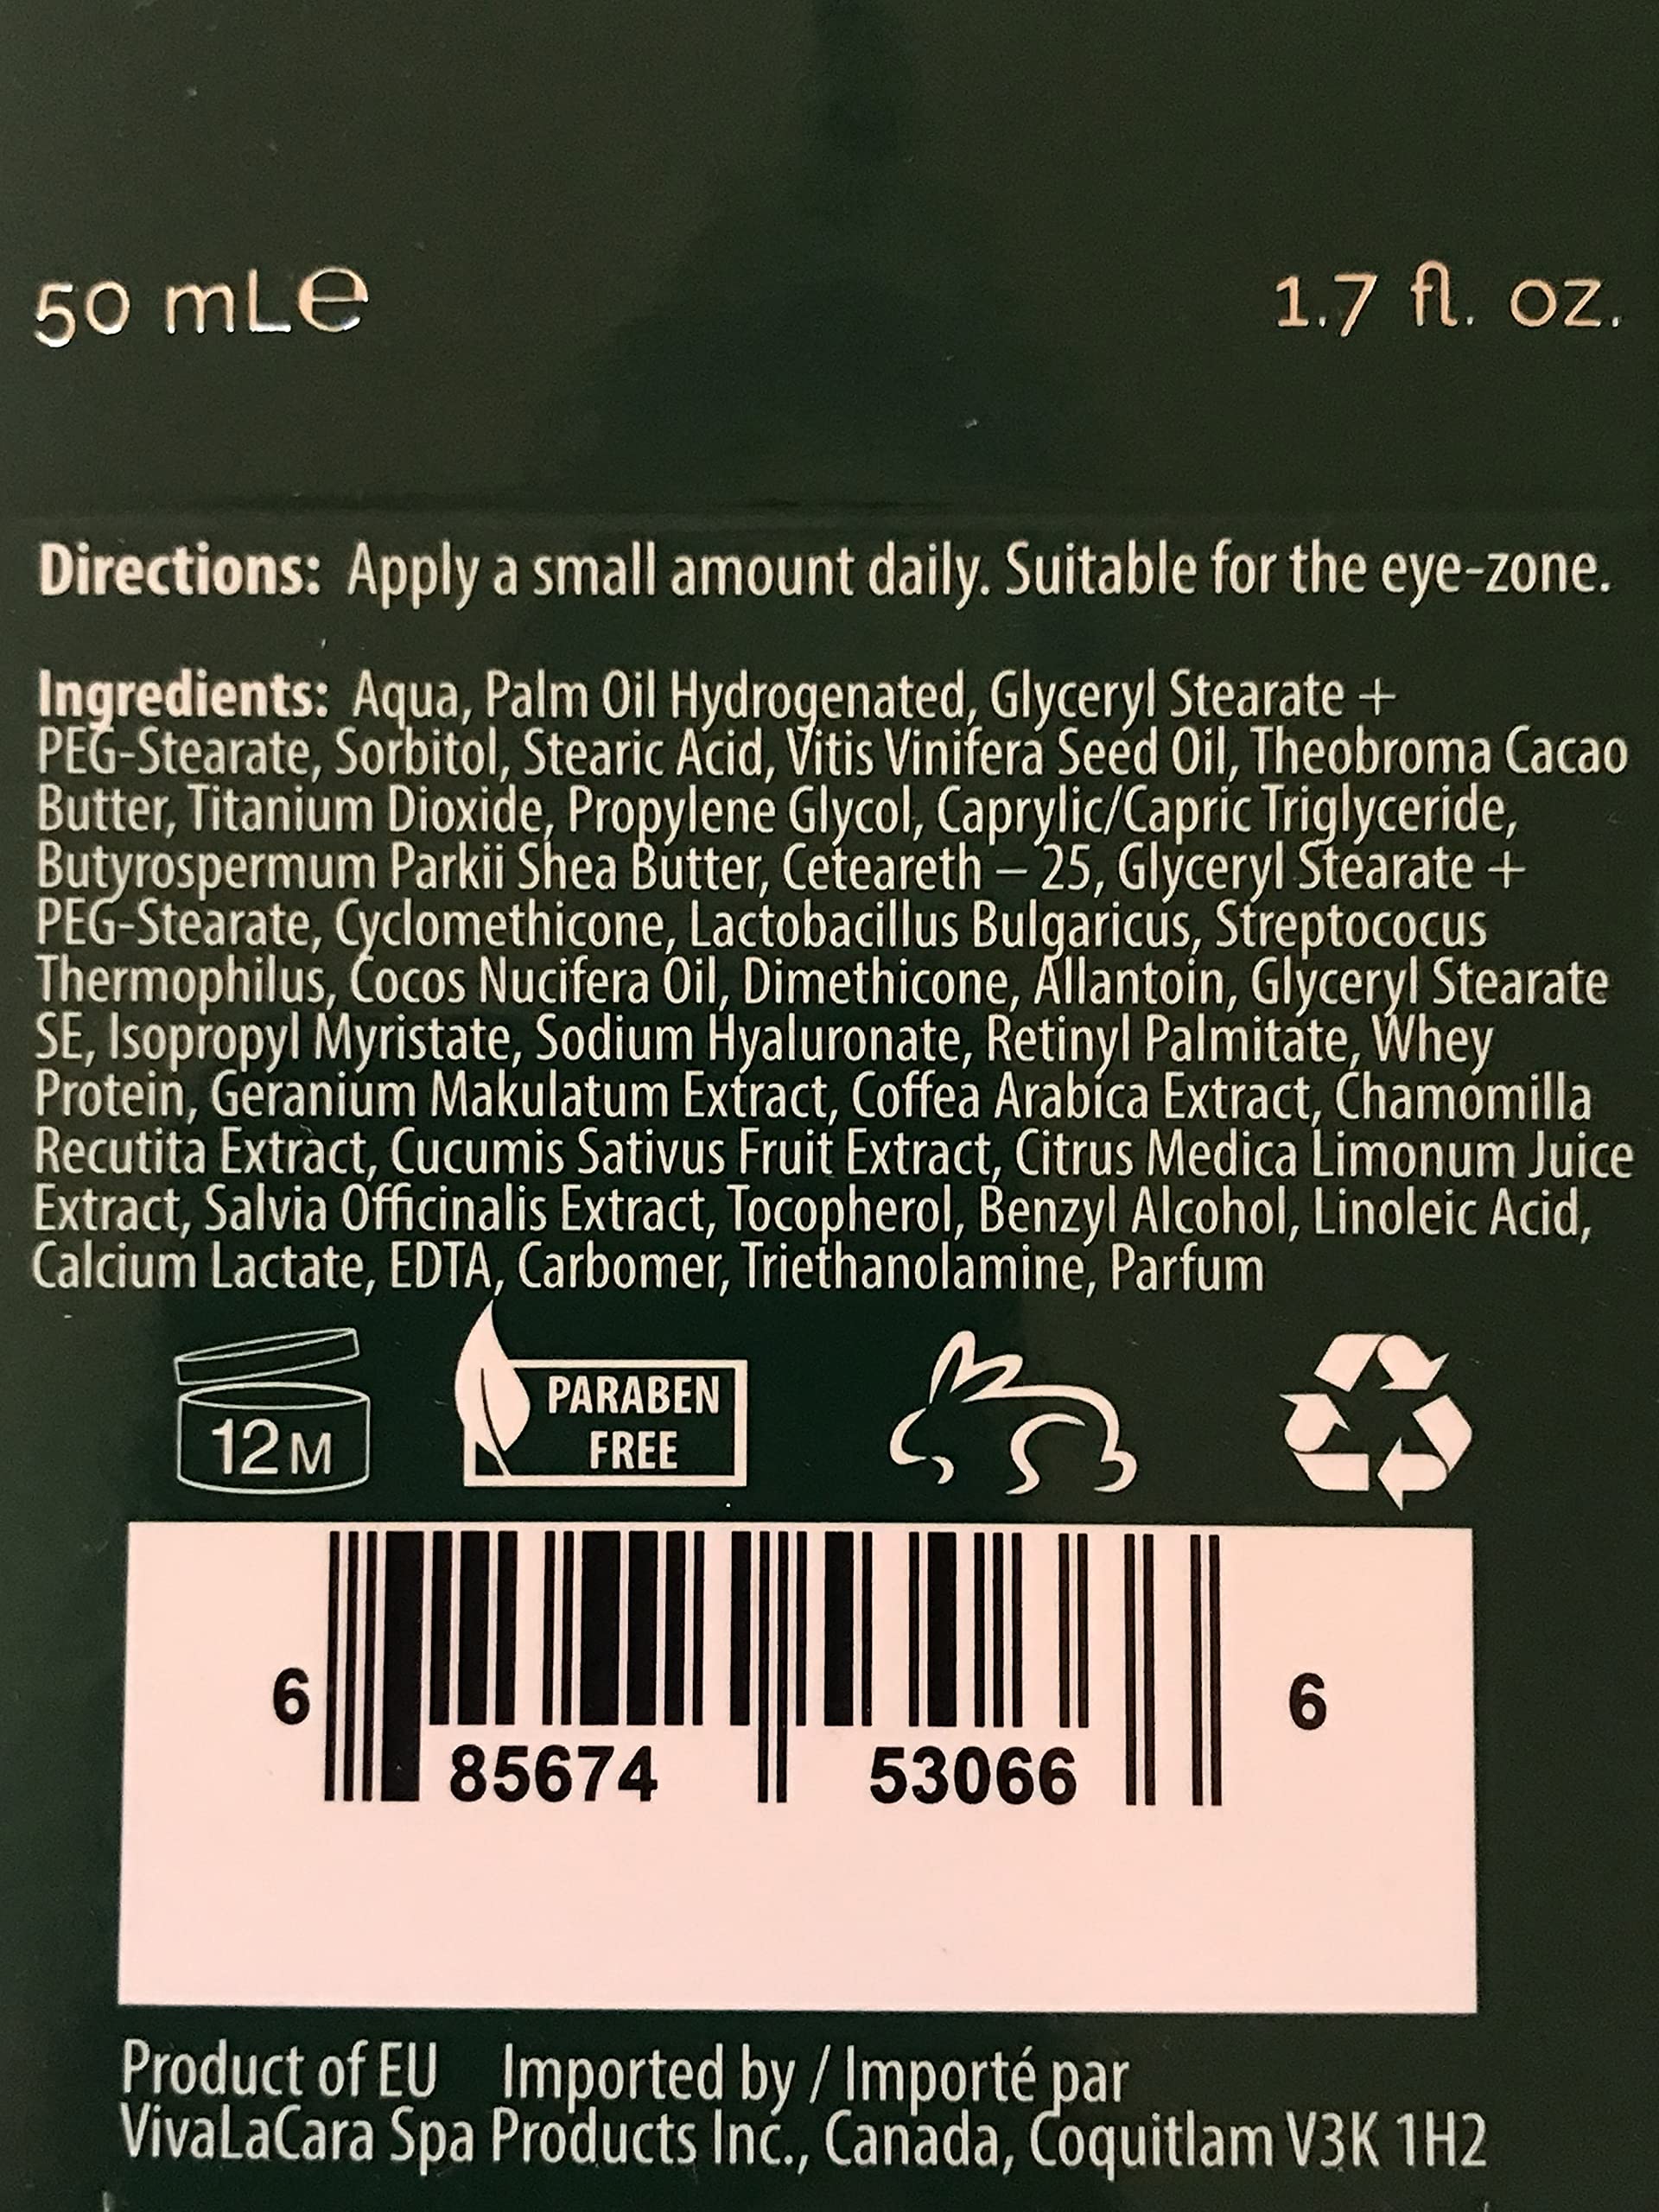 50 mLe
1.7 fl. oz.
Directions: Apply a small amount daily. Suitable for the eye-zone.
Ingredients: Aqua, Palm Oil Hydrogenated, Glyceryl Stearate +
PEG-Stearate, Sorbitol, Stearic Acid, Vitis Vinifera Seed Oil, Theobroma Cacao
Butter, Titanium Dioxide, Propylene Glycol, Caprylic/Capric Triglyceride,
Butyrospermum Parkii Shea Butter, Ceteareth – 25, Glyceryl Stearate +
PEG-Stearate, Cyclomethicone, Lactobacillus Bulgaricus, Streptococus
Thermophilus, Cocos Nucifera Oil, Dimethicone, Allantoin, Glyceryl Stearate
SE, Isopropyl Myristate, Sodium Hyaluronate, Retinyl Palmitate, Whey
Protein, Geranium Makulatum Extract, Coffea Arabica Extract, Chamomilla
Recutita Extract, Cucumis Sativus Fruit Extract, Citrus Medica Limonum Juice
Extract, Salvia Officinalis Extract, Tocopherol, Benzyl Alcohol, Linoleic Acid,
Calcium Lactate, EDTA, Carbomer, Triethanolamine, Parfum
12M
PARABEN
FREE
6 85674 53066 6
Product of EU Imported by / Importé par
VivaLaCara Spa Products Inc., Canada, Coquitlam V3K 1H2